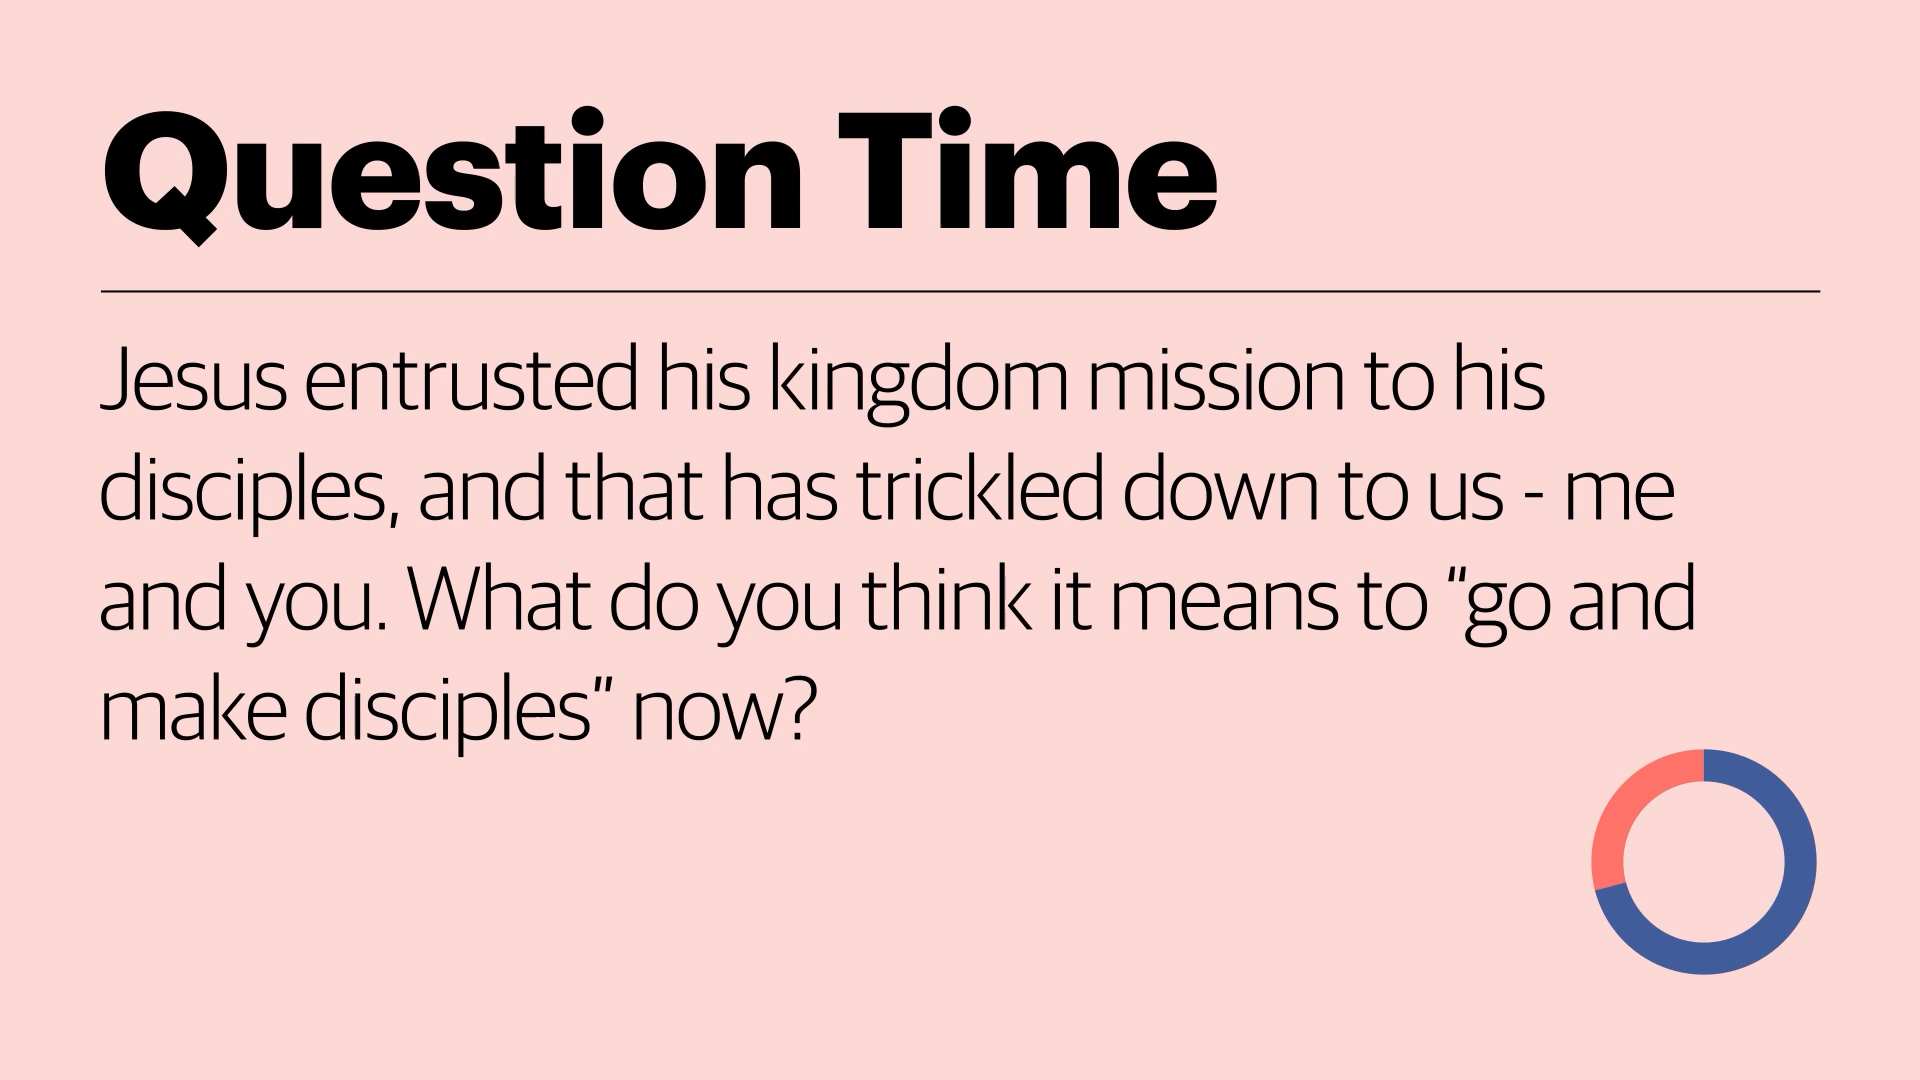 Question Time
Jesus entrusted his kingdom mission to his
disciples, and that has trickled down to us - me
and you. What do you think it means to “go and
make disciples” now?